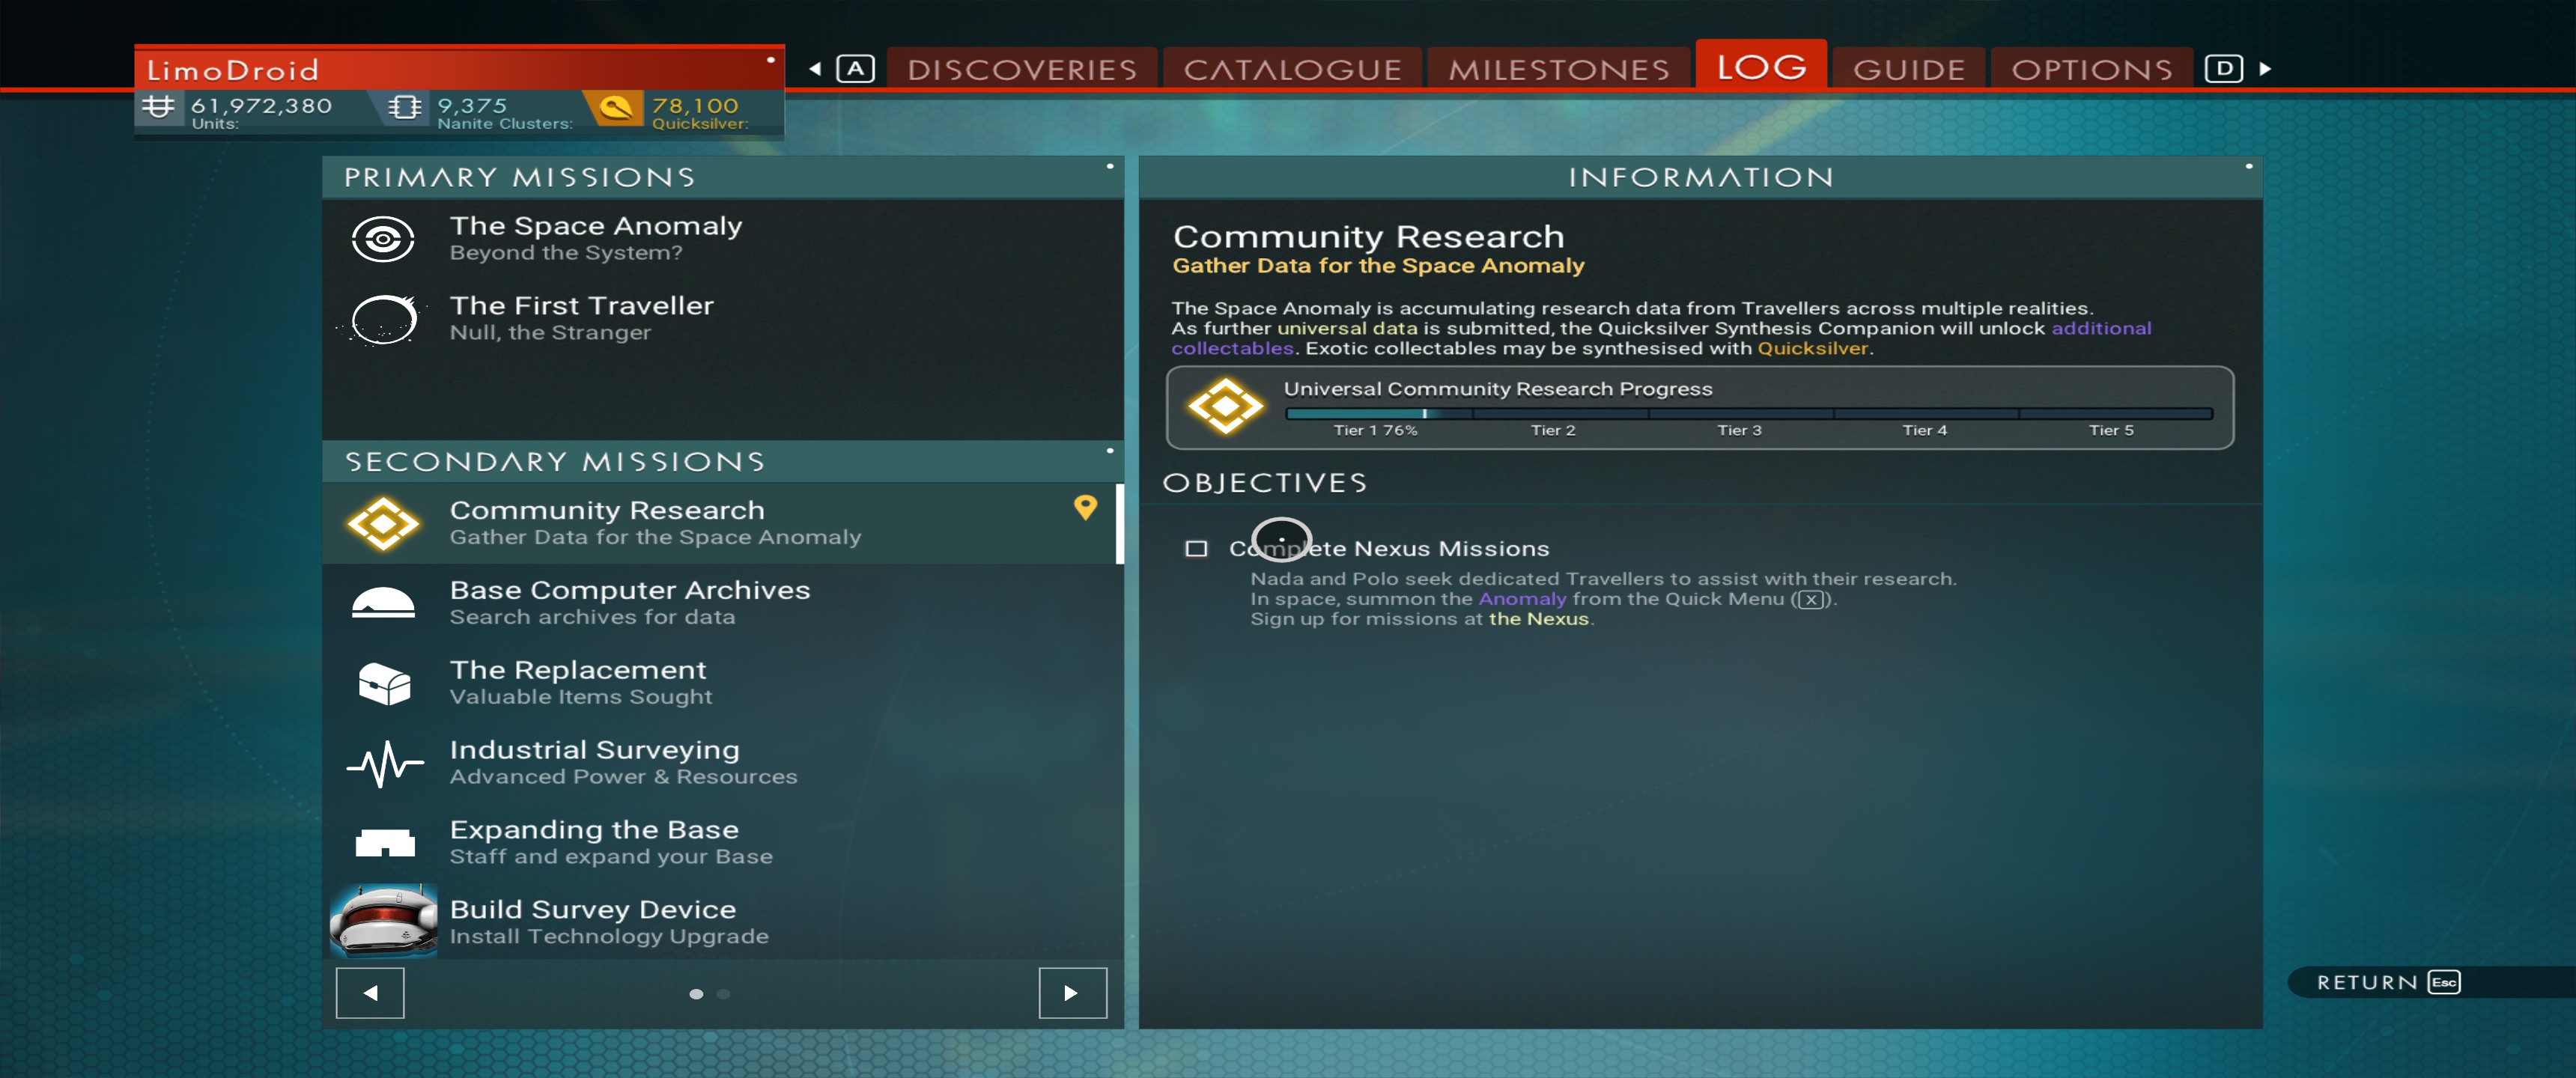 LimoDroid
61,972,380
Units:
9,375
Nanite Clusters:
78,100
Quicksilver:
A
DISCOVERIES
CATALOGUE
MILESTONES
LOG
GUIDE
OPTIONS
D
PRIMARY MISSIONS
The Space Anomaly
Beyond the System?
The First Traveller
Null, the Stranger
SECONDARY MISSIONS
Community Research
Gather Data for the Space Anomaly
Base Computer Archives
Search archives for data
The Replacement
Valuable Items Sought
Industrial Surveying
Advanced Power & Resources
Expanding the Base
Staff and expand your Base
Build Survey Device
Install Technology Upgrade
INFORMATION
Community Research
Gather Data for the Space Anomaly
The Space Anomaly is accumulating research data from Travellers across multiple realities.
As further universal data is submitted, the Quicksilver Synthesis Companion will unlock additional
collectables. Exotic collectables may be synthesised with Quicksilver.
Universal Community Research Progress
Tier 1 76% Tier 2 Tier 3 Tier 4 Tier 5
OBJECTIVES
Complete Nexus Missions
Nada and Polo seek dedicated Travellers to assist with their research.
In space, summon the Anomaly from the Quick Menu (X).
Sign up for missions at the Nexus.
RETURN Esc